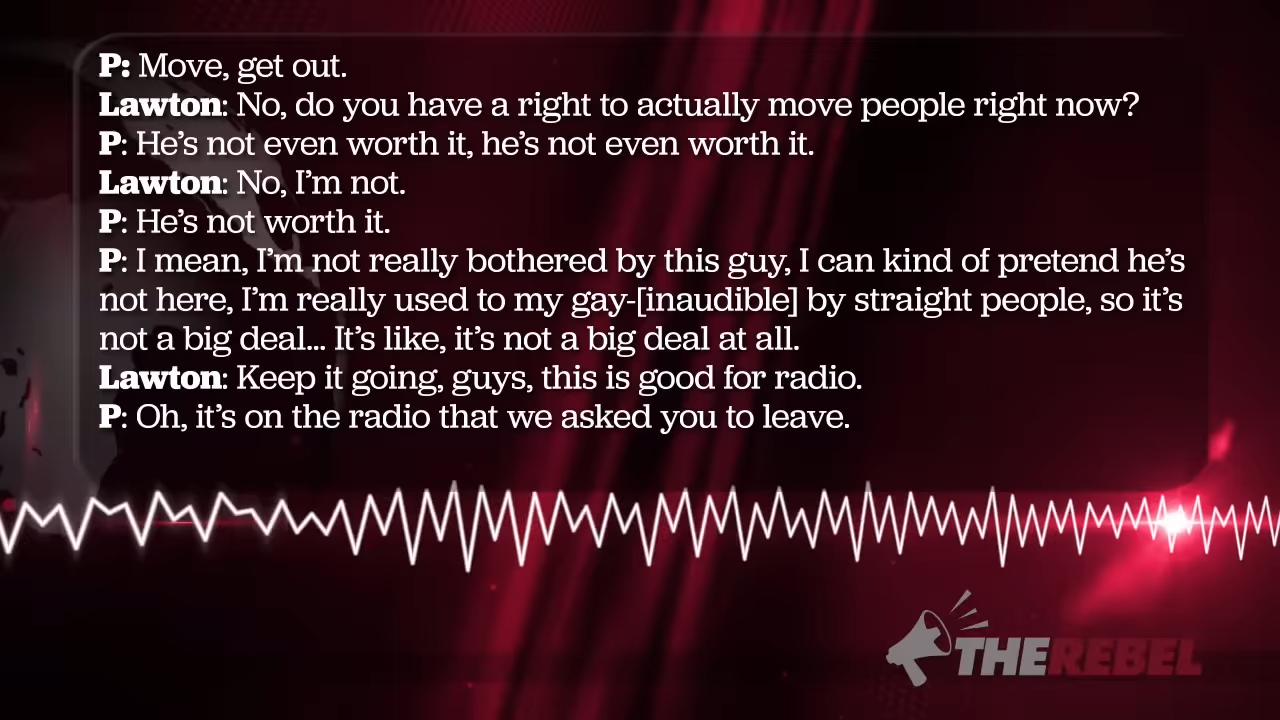 P: Move, get out.
Lawton: No, do you have a right to actually move people right now?
P: He's not even worth it, he's not even worth it.
Lawton: No, I'm not.
P: He's not worth it.
P: I mean, I'm not really bothered by this guy, I can kind of pretend he's
not here, I'm really used to my gay-[inaudible] by straight people, so it's
not a big deal... It's like, it's not a big deal at all.
Lawton: Keep it going, guys, this is good for radio.
P: Oh, it's on the radio that we asked you to leave.
THEREBEL